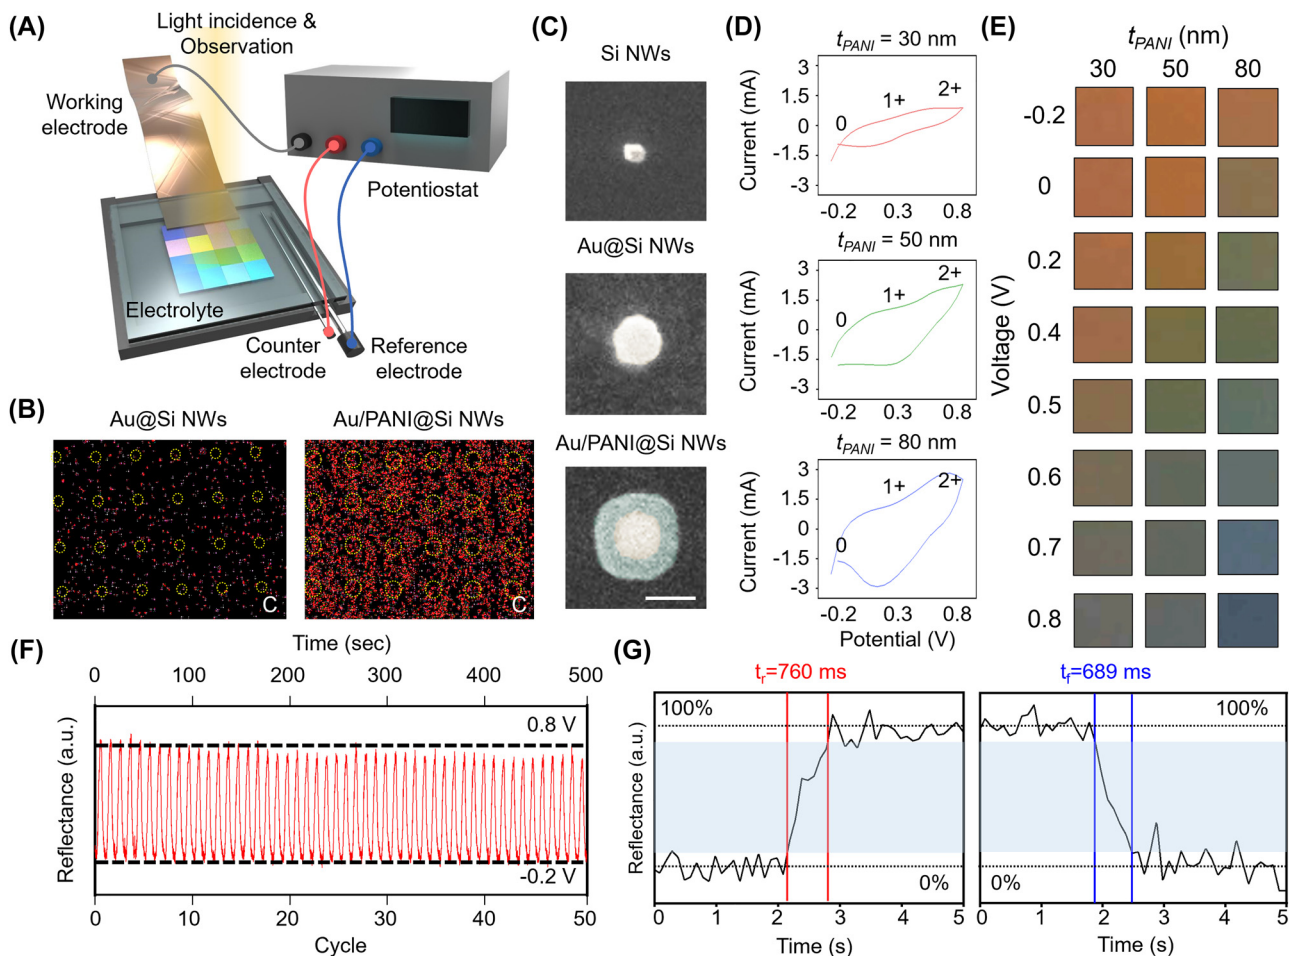 (A)
Light incidence &
Observation
Working
electrode
Potentiostat
Electrolyte
Counter
electrode
Reference
electrode
(B)
Au@Si NWs
Au/PANI@Si NWs
C
C
(C)
Si NWs
Au@Si NWs
Au/PANI@Si NWs
(D)
tPANI = 30 nm
Current (mA)
3
1.5
0
-1.5
-3
0
1+
2+
-0.2
0.3
0.8
tPANI = 50 nm
Current (mA)
3
1.5
0
-1.5
-3
0
1+
2+
-0.2
0.3
0.8
tPANI = 80 nm
Current (mA)
3
1.5
0
-1.5
-3
0
1+
2+
-0.2
0.3
0.8
Potential (V)
(E)
tPANI (nm)
30 50 80
Voltage (V)
-0.2
0
0.2
0.4
0.5
0.6
0.7
0.8
(F)
Time (sec)
0 100 200 300 400 500
Reflectance (a.u.)
0.8 V
-0.2 V
0 10 20 30 40 50
Cycle
(G)
tr=760 ms
tf=689 ms
Reflectance (a.u.)
100%
0%
0 1 2 3 4 5
Time (s)
100%
0%
0 1 2 3 4 5
Time (s)